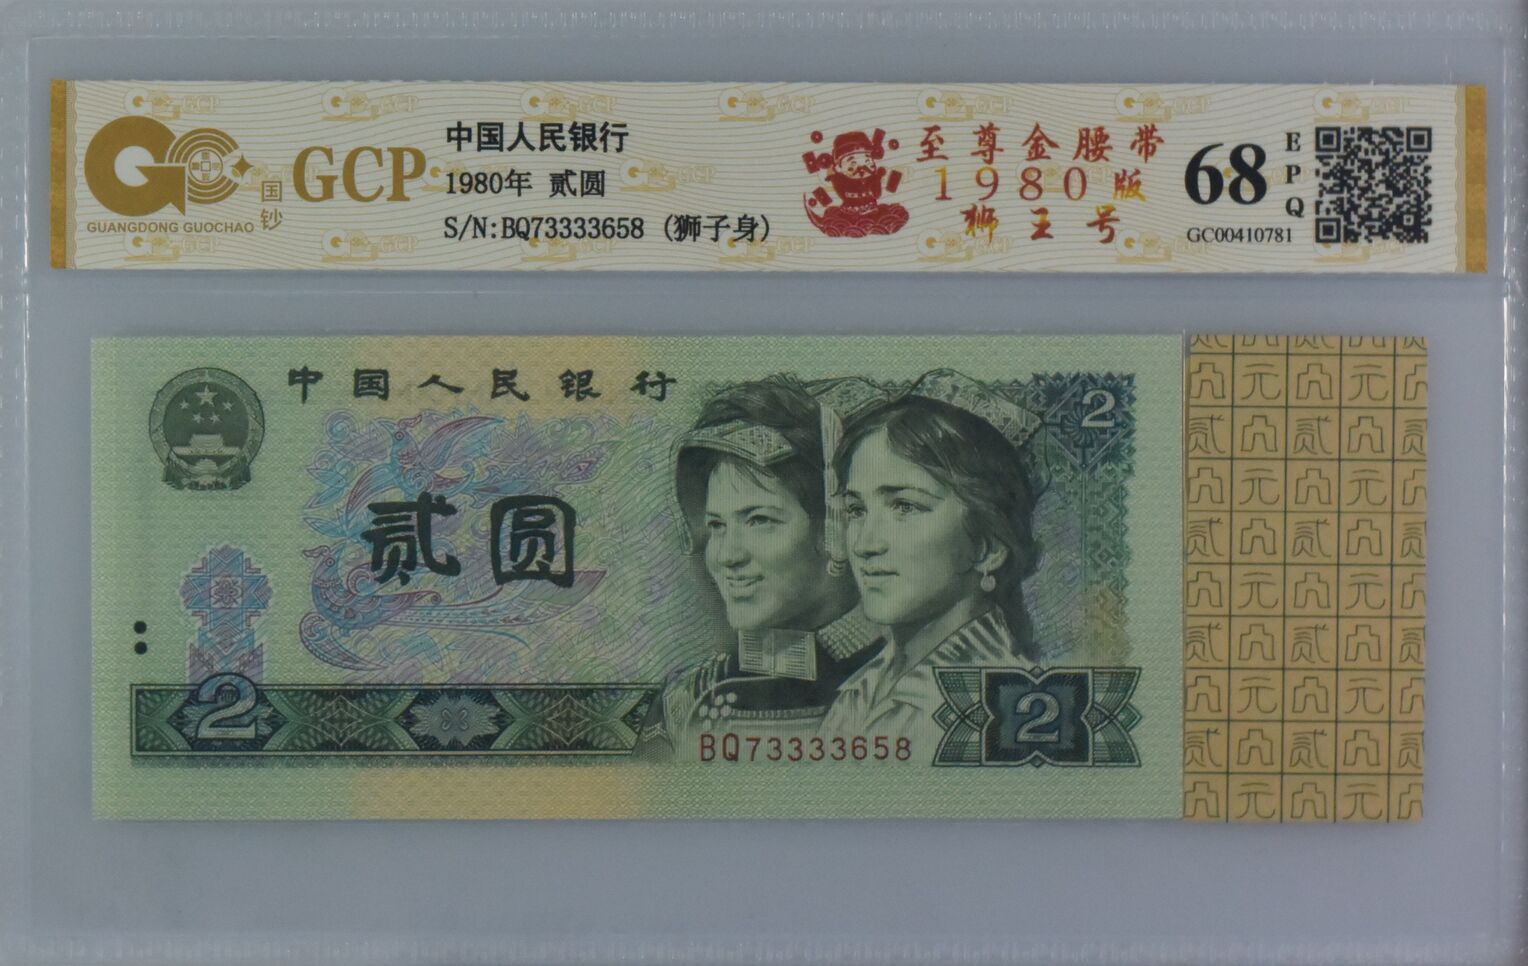 GCP
国钞
GUANGDONG GUOCHAO
中国人民银行
1980年 贰圆
S/N:BQ73333658 (狮子身)
至尊金腰带
1980版
狮王号
68
EPQ
GC00410781
中国人民银行
贰圆
2
2
2
BQ73333658